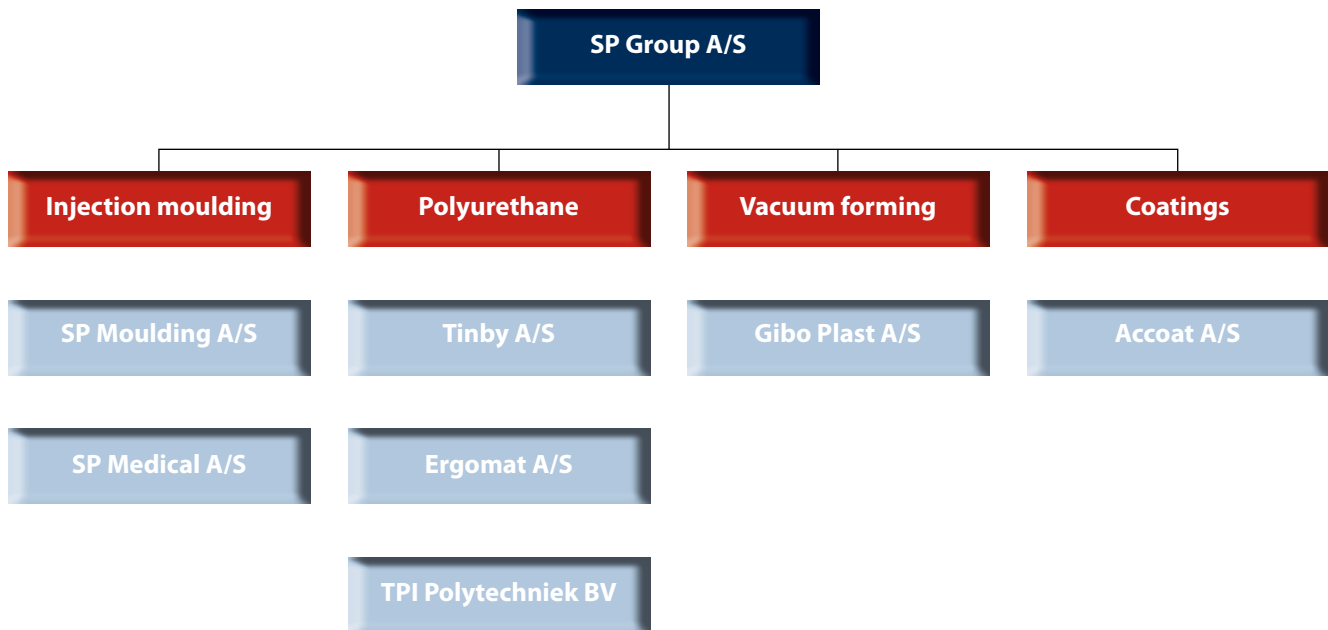 SP Group A/S
Injection moulding
Polyurethane
Vacuum forming
Coatings
SP Moulding A/S
Tinby A/S
Gibo Plast A/S
Accoat A/S
SP Medical A/S
Ergomat A/S
TPI Polytechniek BV